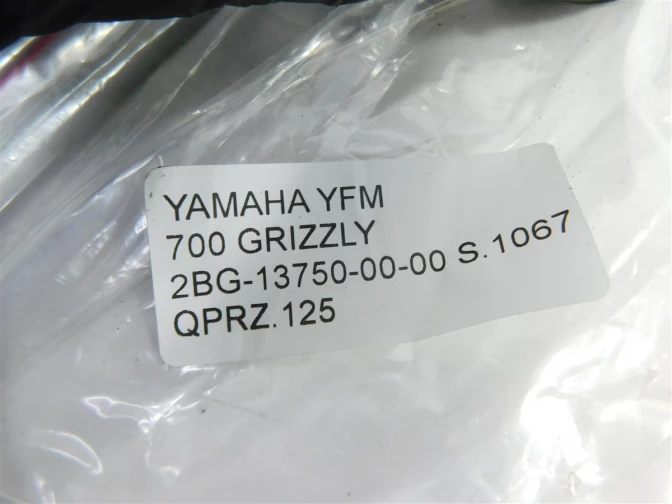 YAMAHA YFM
700 GRIZZLY
2BG-13750-00-00 S.1067
QPRZ.125